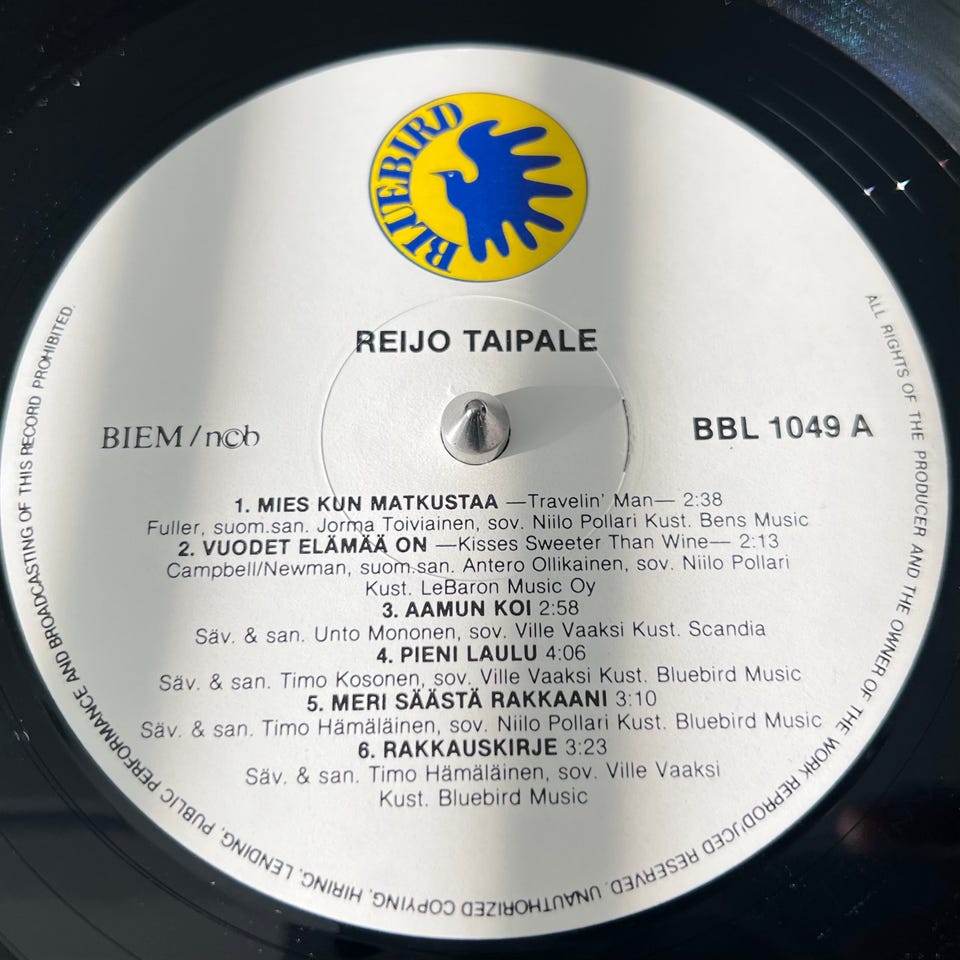 BLUEBIRD
REIJO TAIPALE
BIEM/ncb
BBL 1049 A
1. MIES KUN MATKUSTAA —Travelin' Man— 2:38
Fuller, suom.san. Jorma Toiviainen, sov. Niilo Pollari Kust. Bens Music
2. VUODET ELÄMÄÄ ON —Kisses Sweeter Than Wine— 2:13
Campbell/Newman, suom.san. Antero Ollikainen, sov. Niilo Pollari
Kust. LeBaron Music Oy
3. AAMUN KOI 2:58
Säv. & san. Unto Mononen, sov. Ville Vaaksi Kust. Scandia
4. PIENI LAULU 4:06
Säv. & san. Timo Kosonen, sov. Ville Vaaksi Kust. Bluebird Music
5. MERI SÄÄSTÄ RAKKAANI 3:10
Säv. & san. Timo Hämäläinen, sov. Niilo Pollari Kust. Bluebird Music
6. RAKKAUSKIRJE 3:23
Säv. & san. Timo Hämäläinen, sov. Ville Vaaksi
Kust. Bluebird Music
ALL RIGHTS OF THE PRODUCER AND THE OWNER OF THE WORK REPRODUCED RESERVED. UNAUTHORIZED COPYING, HIRING, LENDING, PUBLIC PERFORMANCE AND BROADCASTING OF THIS RECORD PROHIBITED.